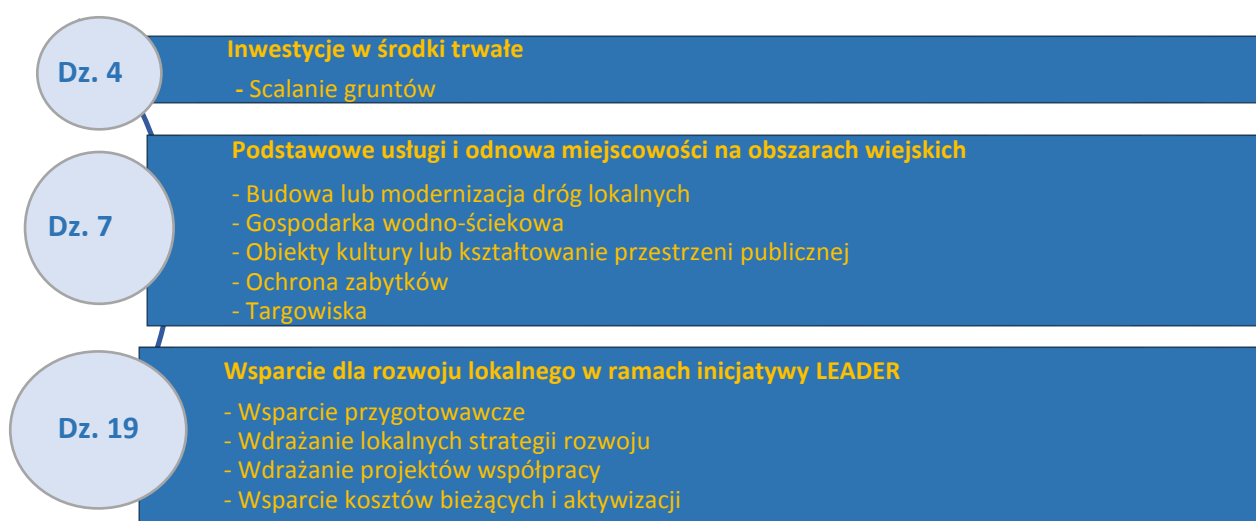 Dz. 4
Inwestycje w środki trwałe
- Scalanie gruntów
Dz. 7
Podstawowe usługi i odnowa miejscowości na obszarach wiejskich
- Budowa lub modernizacja dróg lokalnych
- Gospodarka wodno-ściekowa
- Obiekty kultury lub kształtowanie przestrzeni publicznej
- Ochrona zabytków
- Targowiska
Dz. 19
Wsparcie dla rozwoju lokalnego w ramach inicjatywy LEADER
- Wsparcie przygotowawcze
- Wdrażanie lokalnych strategii rozwoju
- Wdrażanie projektów współpracy
- Wsparcie kosztów bieżących i aktywizacji